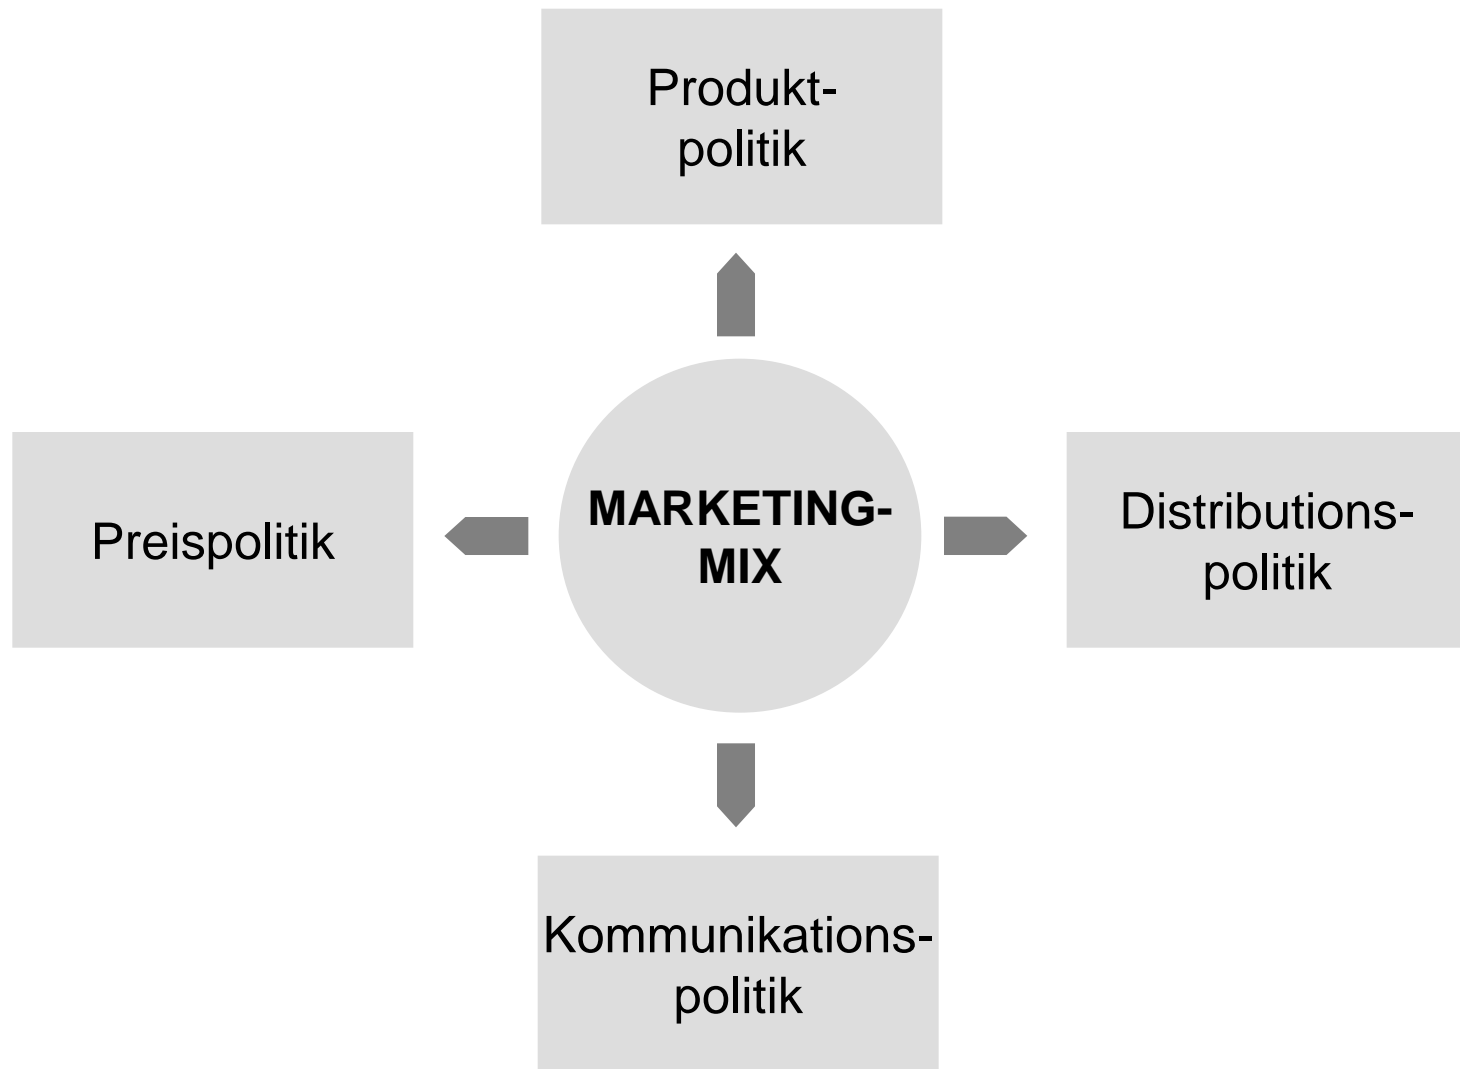 Produkt-
politik
Preispolitik
MARKETING-
MIX
Distributions-
politik
Kommunikations-
politik